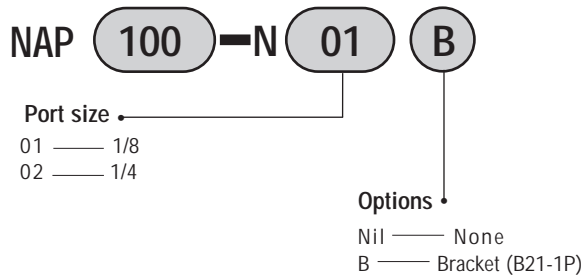 NAP 100-N 01 B
Port size
01 —— 1/8
02 —— 1/4
Options
Nil —— None
B —— Bracket (B21-1P)